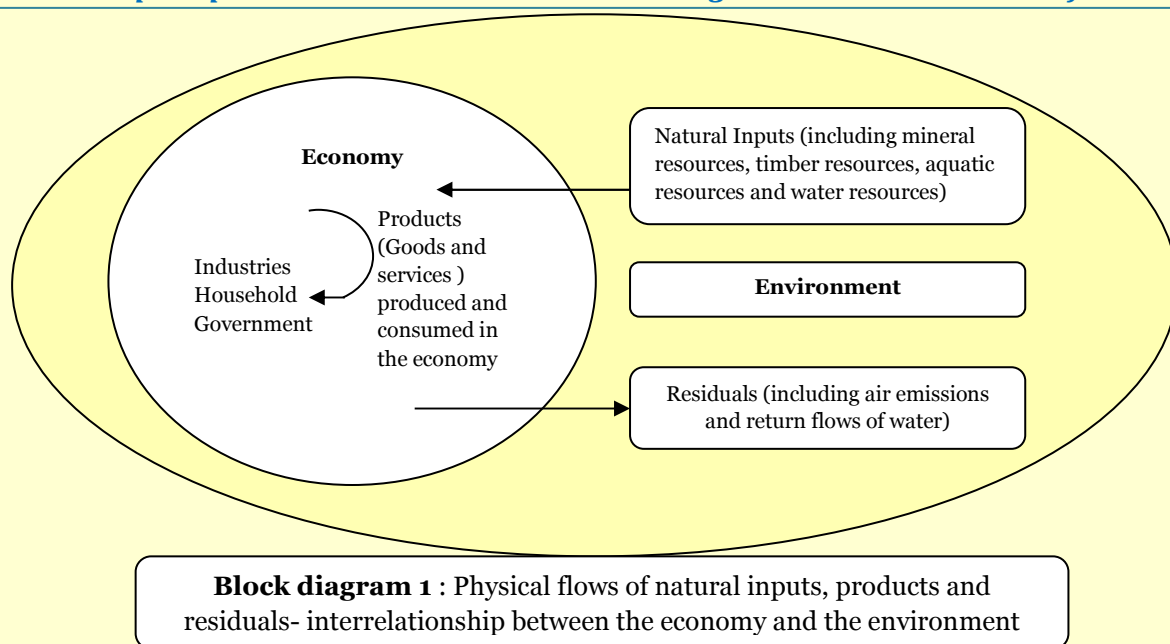 Economy
Natural Inputs (including mineral
resources, timber resources, aquatic
resources and water resources)
Products
(Goods and
services )
produced and
consumed in
the economy
Industries
Household
Government
Environment
Residuals (including air emissions
and return flows of water)
Block diagram 1 : Physical flows of natural inputs, products and
residuals- interrelationship between the economy and the environment